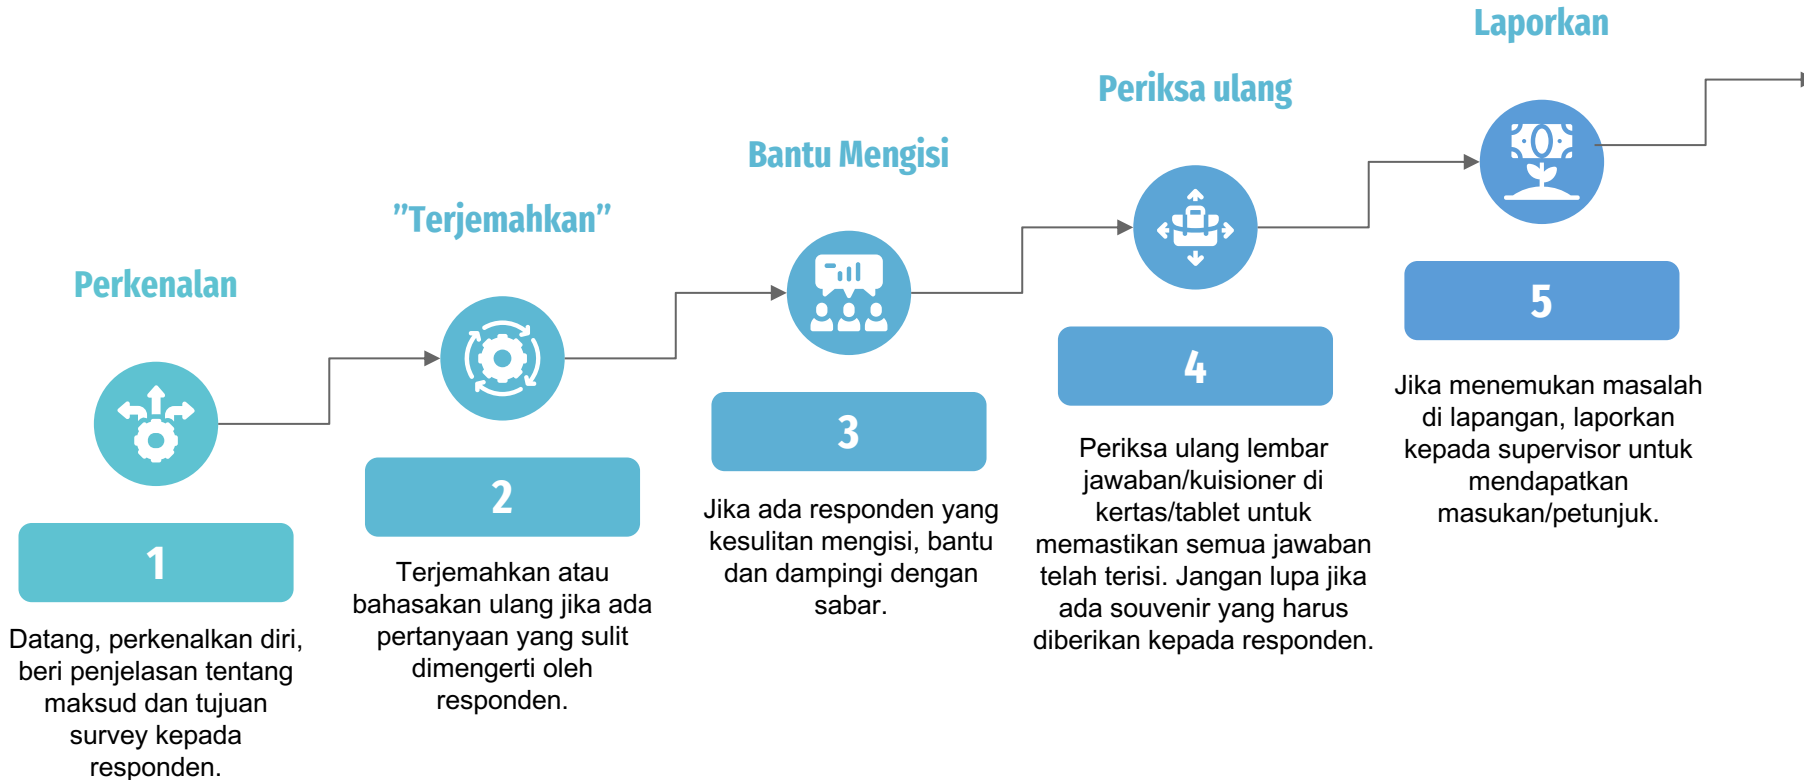 Perkenalan
1
Datang, perkenalkan diri,
beri penjelasan tentang
maksud dan tujuan
survey kepada
responden.
”Terjemahkan”
2
Terjemahkan atau
bahasakan ulang jika ada
pertanyaan yang sulit
dimengerti oleh
responden.
Bantu Mengisi
3
Jika ada responden yang
kesulitan mengisi, bantu
dan dampingi dengan
sabar.
Periksa ulang
4
Periksa ulang lembar
jawaban/kuisioner di
kertas/tablet untuk
memastikan semua jawaban
telah terisi. Jangan lupa jika
ada souvenir yang harus
diberikan kepada responden.
Laporkan
5
Jika menemukan masalah
di lapangan, laporkan
kepada supervisor untuk
mendapatkan
masukan/petunjuk.